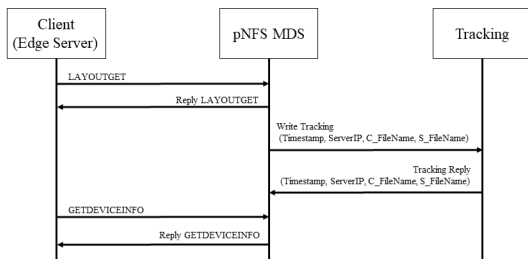 Client
(Edge Server)
pNFS MDS
Tracking
LAYOUTGET
Reply LAYOUTGET
Write Tracking
(Timestamp, ServerIP, C_FileName, S_FileName)
Tracking Reply
(Timestamp, ServerIP, C_FileName, S_FileName)
GETDEVICEINFO
Reply GETDEVICEINFO